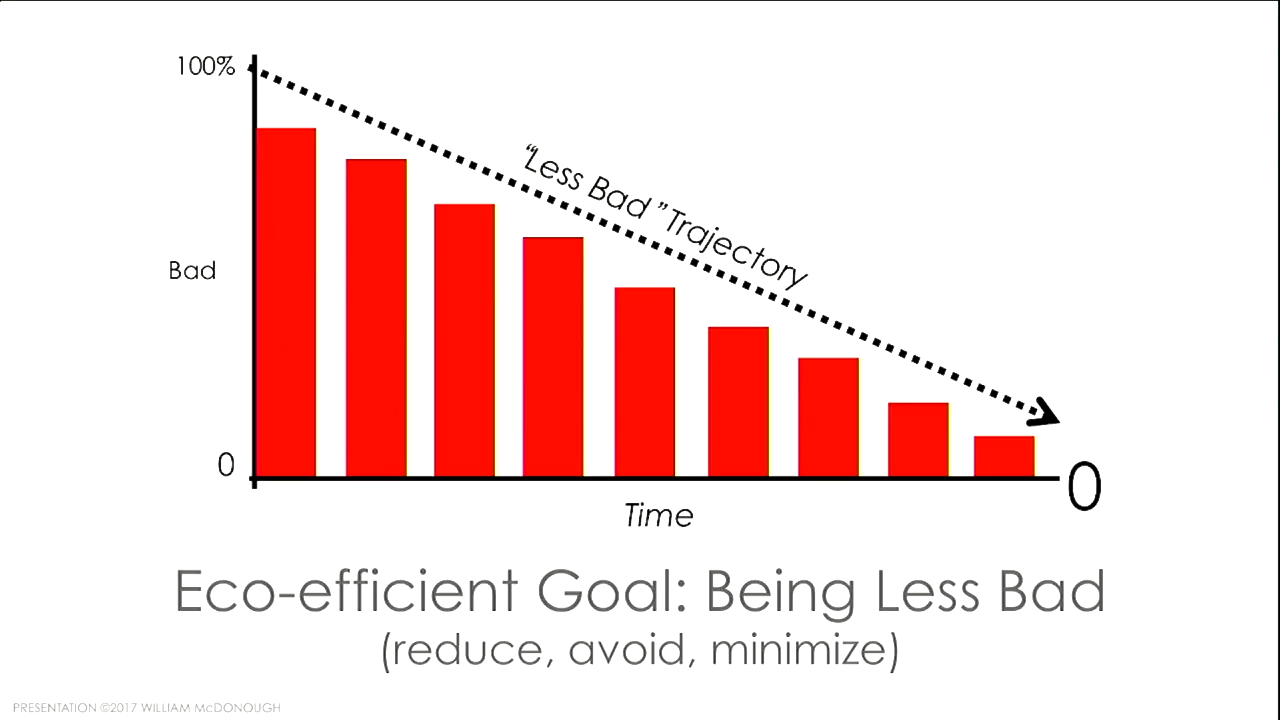 100%
"Less Bad" Trajectory
Bad
0
0
Time
Eco-efficient Goal: Being Less Bad
(reduce, avoid, minimize)
PRESENTATION ©2017 WILLIAM McDONOUGH